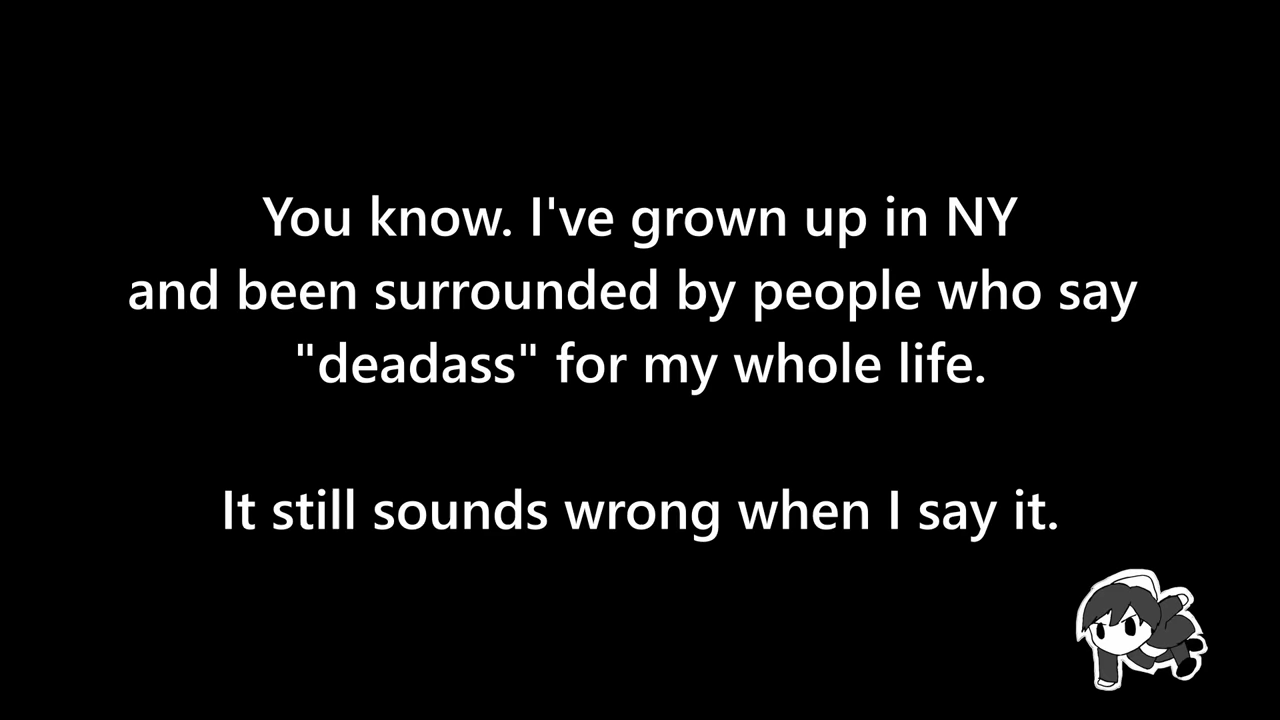 You know. I've grown up in NY
and been surrounded by people who say
"deadass" for my whole life.
It still sounds wrong when I say it.